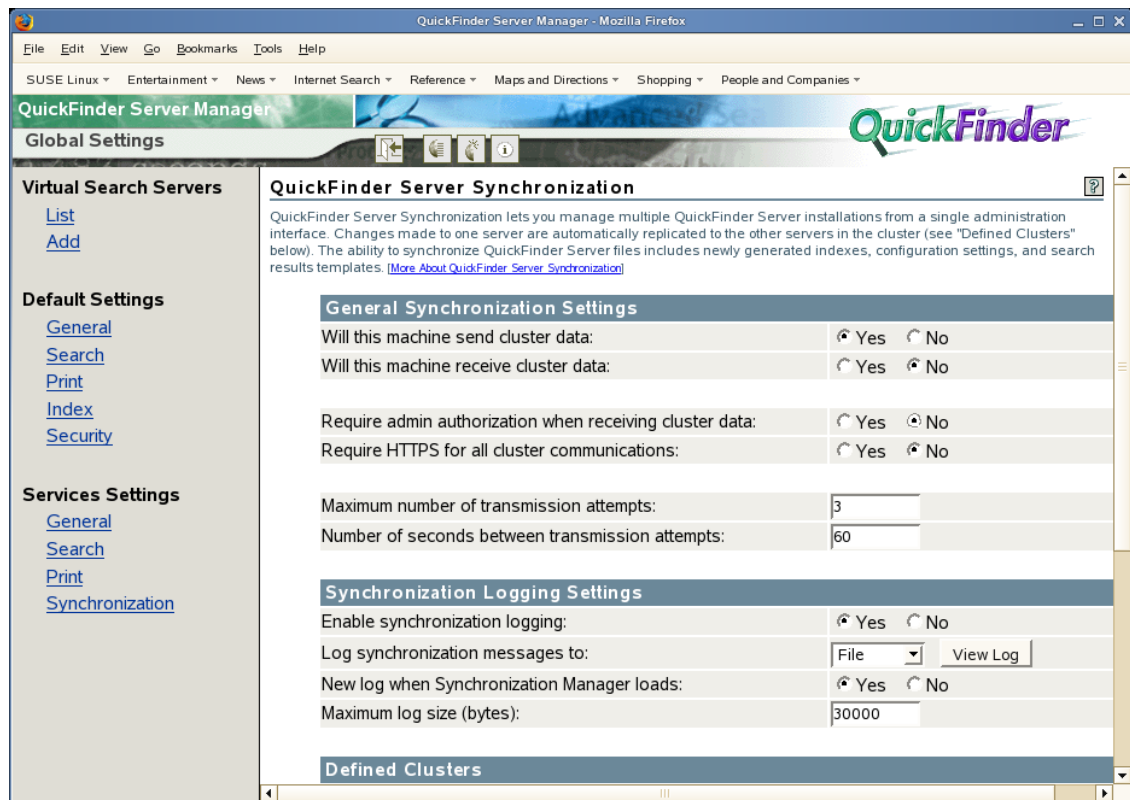 QuickFinder Server Manager - Mozilla Firefox
File Edit View Go Bookmarks Tools Help
SUSE Linux Entertainment News Internet Search Reference Maps and Directions Shopping People and Companies
QuickFinder Server Manager
Global Settings
QuickFinder
Virtual Search Servers
List
Add
Default Settings
General
Search
Print
Index
Security
Services Settings
General
Search
Print
Synchronization
QuickFinder Server Synchronization
QuickFinder Server Synchronization lets you manage multiple QuickFinder Server installations from a single administration
interface. Changes made to one server are automatically replicated to the other servers in the cluster (see "Defined Clusters"
below). The ability to synchronize QuickFinder Server files includes newly generated indexes, configuration settings, and search
results templates. [More About QuickFinder Server Synchronization]
General Synchronization Settings
Will this machine send cluster data: Yes No
Will this machine receive cluster data: Yes No
Require admin authorization when receiving cluster data: Yes No
Require HTTPS for all cluster communications: Yes No
Maximum number of transmission attempts: 3
Number of seconds between transmission attempts: 60
Synchronization Logging Settings
Enable synchronization logging: Yes No
Log synchronization messages to: File View Log
New log when Synchronization Manager loads: Yes No
Maximum log size (bytes): 30000
Defined Clusters